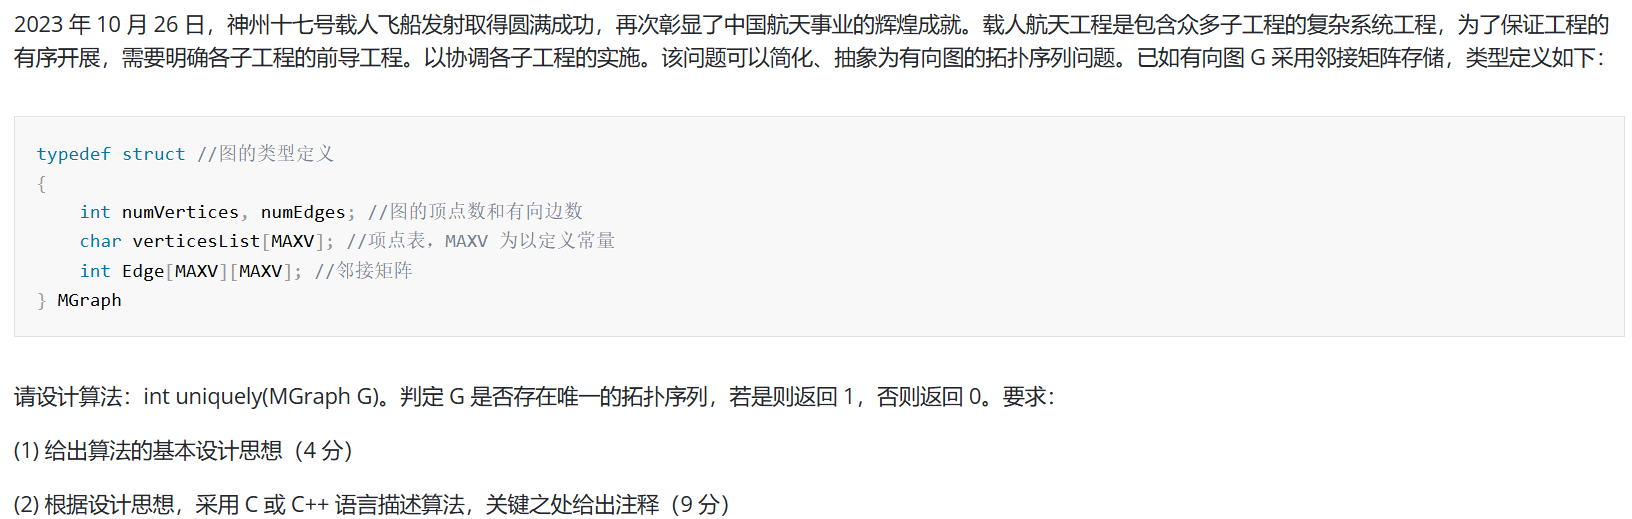 2023 年 10 月 26 日，神州十七号载人飞船发射取得圆满成功，再次彰显了中国航天事业的辉煌成就。载人航天工程是包含众多子工程的复杂系统工程，为了保证工程的
有序开展，需要明确各子工程的前导工程。以协调各子工程的实施。该问题可以简化、抽象为有向图的拓扑序列问题。已如有向图 G 采用邻接矩阵存储，类型定义如下：
typedef struct //图的类型定义
{
    int numVertices, numEdges; //图的顶点数和有向边数
    char verticesList[MAXV]; //项点表，MAXV 为以定义常量
    int Edge[MAXV][MAXV]; //邻接矩阵
} MGraph
请设计算法：int uniquely(MGraph G)。判定 G 是否存在唯一的拓扑序列，若是则返回 1，否则返回 0。要求：
(1) 给出算法的基本设计思想（4 分）
(2) 根据设计思想，采用 C 或 C++ 语言描述算法，关键之处给出注释（9 分）